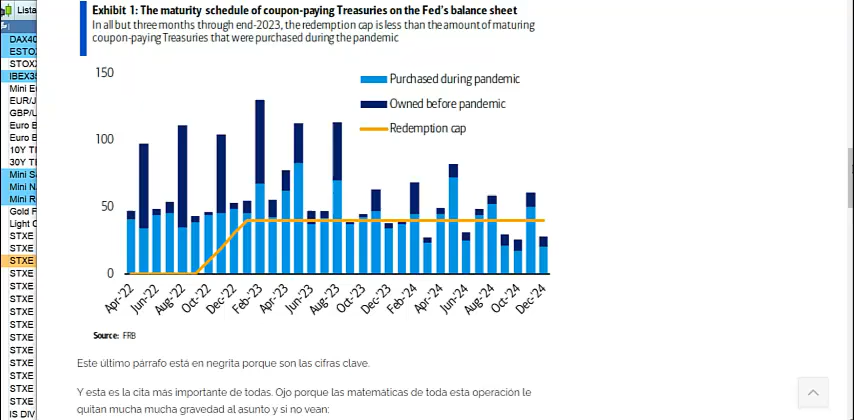 Lista
Exhibit 1: The maturity schedule of coupon-paying Treasuries on the Fed's balance sheet
In all but three months through end-2023, the redemption cap is less than the amount of maturing
coupon-paying Treasuries that were purchased during the pandemic
DAX40
ESTO
STOX
IBEX35
Mini E
EUR/J
GBP/L
Euro B
Euro B
10Y T
30Y T
Mini S
Mini N
Mini R
Gold F
Light C
STXE
STXE
STXE
STXE
STXE
STXE
STXE
STXE
STXE
STXE
STXE
STXE
STXE
STXE
IS DIV
150
100
50
0
Purchased during pandemic
Owned before pandemic
Redemption cap
Apr-'22
Jun-'22
Aug-'22
Oct-'22
Dec-'22
Feb-'23
Apr-'23
Jun-'23
Aug-'23
Oct-'23
Dec-'23
Feb-'24
Apr-'24
Jun-'24
Aug-'24
Oct-'24
Dec-'24
Source: FRB
Este último párrafo está en negrita porque son las cifras clave.
Y esta es la cita más importante de todas. Ojo porque las matemáticas de toda esta operación le
quitan mucha mucha gravedad al asunto y si no vean: